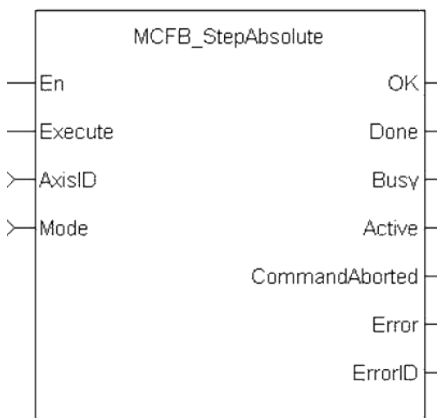 MCFB_StepAbsolute
En OK
Execute Done
AxisID Busy
Mode Active
CommandAborted
Error
ErrorID